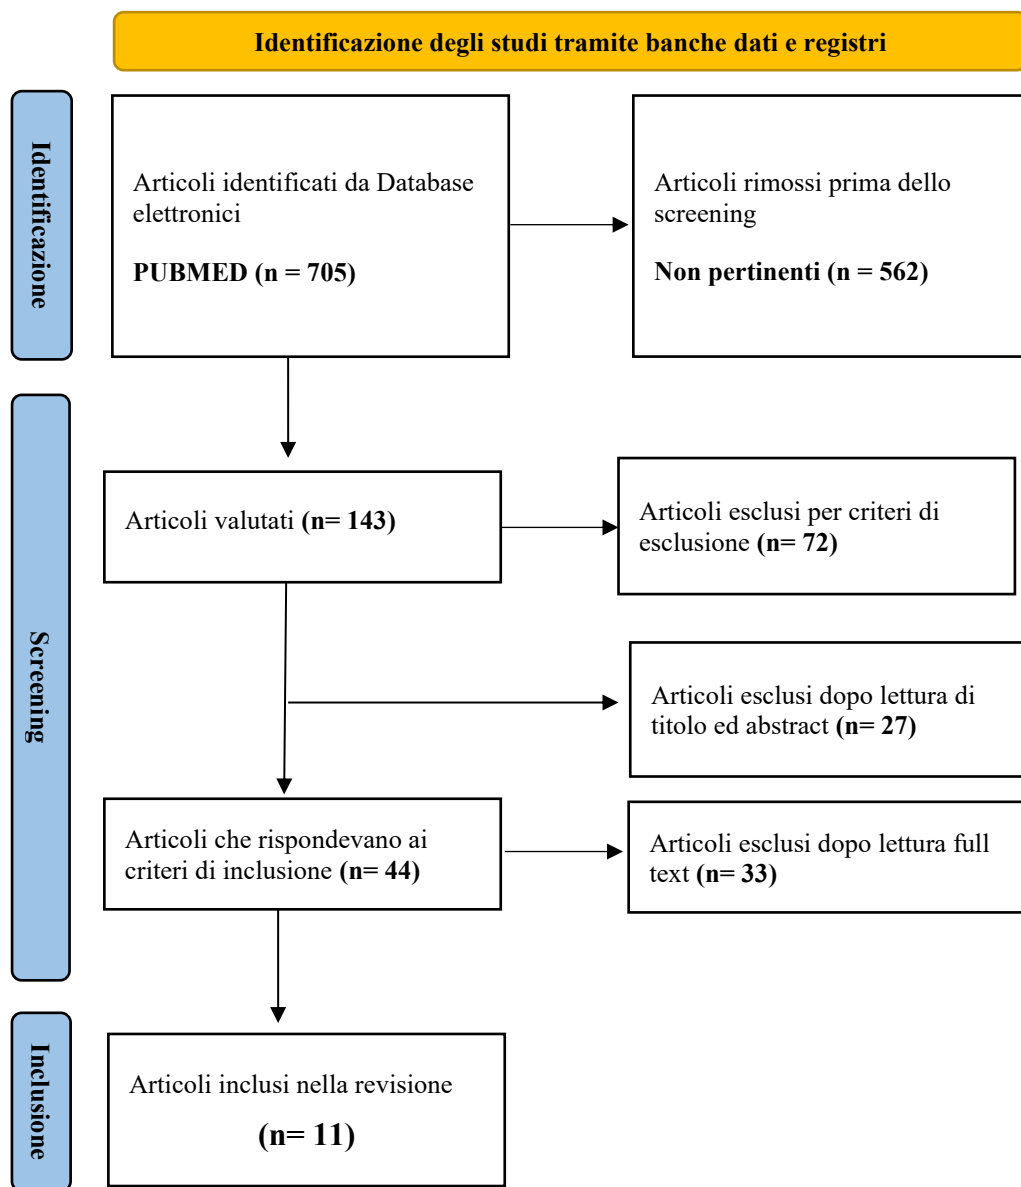 Identificazione degli studi tramite banche dati e registri
Identificazione
Articoli identificati da Database
elettronici
PUBMED (n = 705)
Articoli rimossi prima dello
screening
Non pertinenti (n = 562)
Screening
Articoli valutati (n= 143)
Articoli esclusi per criteri di
esclusione (n= 72)
Articoli esclusi dopo lettura di
titolo ed abstract (n= 27)
Articoli che rispondevano ai
criteri di inclusione (n= 44)
Articoli esclusi dopo lettura full
text (n= 33)
Inclusione
Articoli inclusi nella revisione
(n= 11)